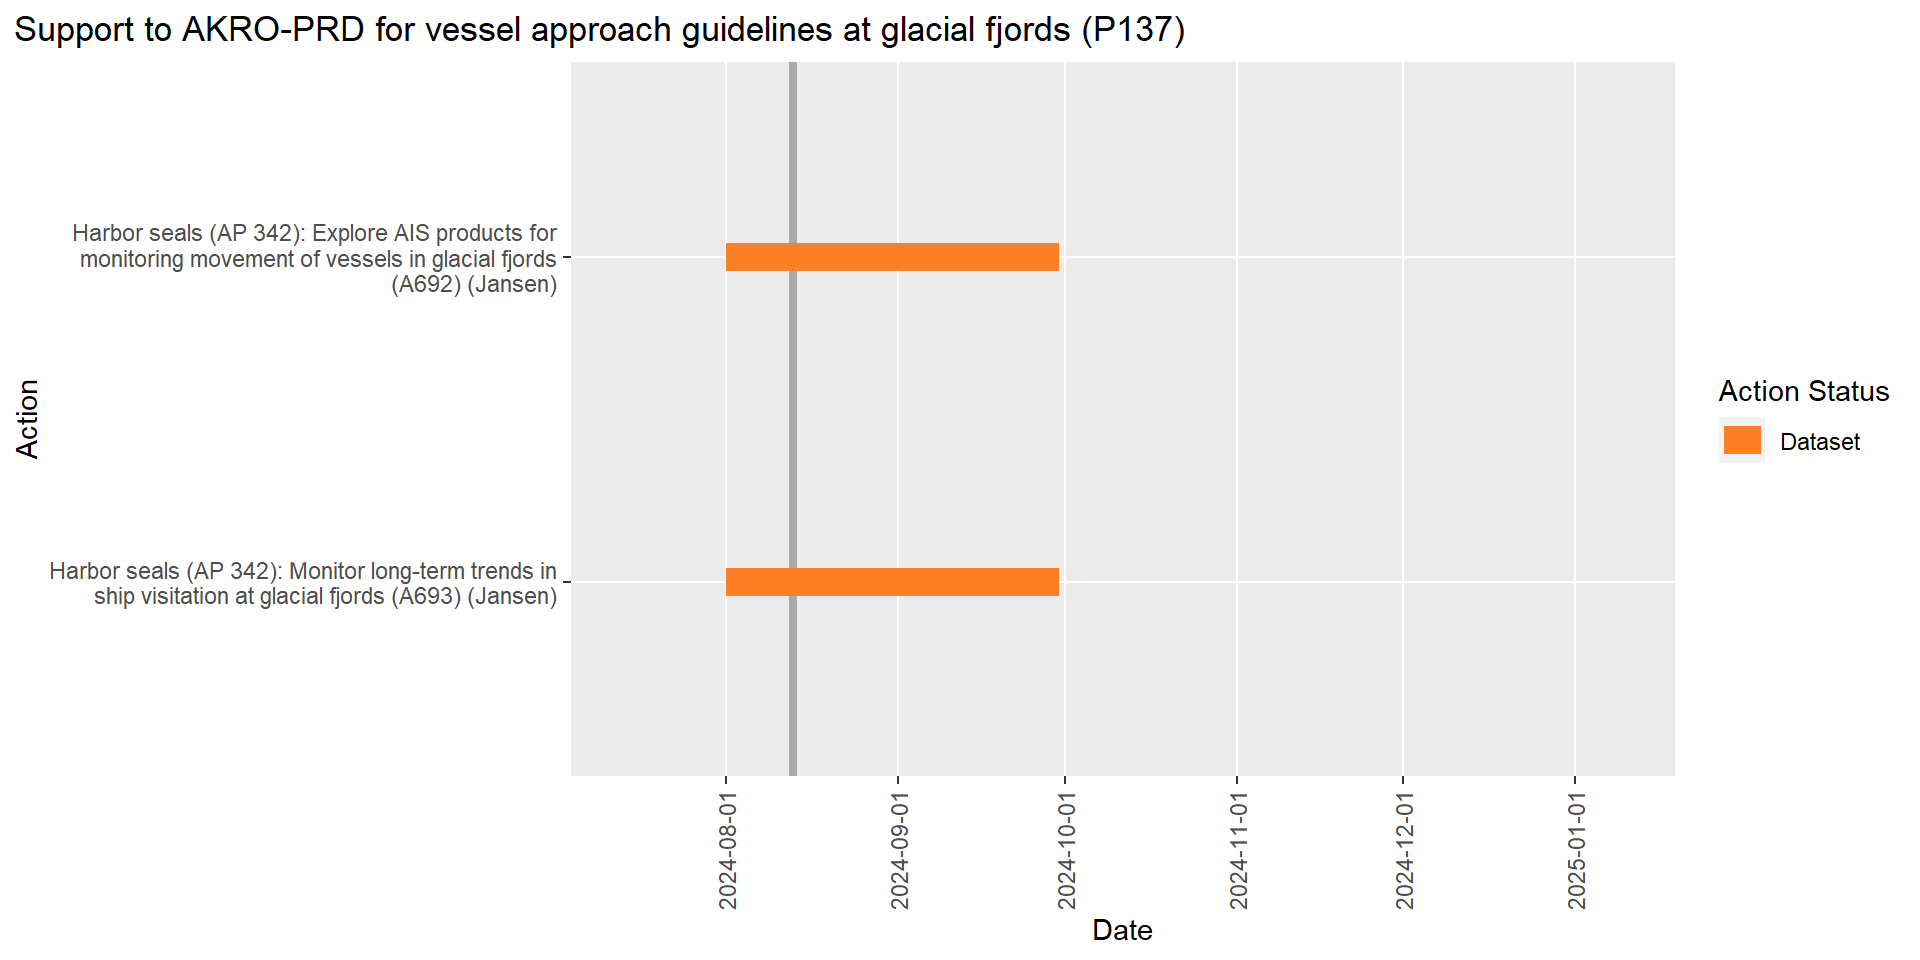 Support to AKRO-PRD for vessel approach guidelines at glacial fjords (P137)
Harbor seals (AP 342): Explore AIS products for
monitoring movement of vessels in glacial fjords
(A692) (Jansen)
Harbor seals (AP 342): Monitor long-term trends in
ship visitation at glacial fjords (A693) (Jansen)
Action
2024-08-01
2024-09-01
2024-10-01
2024-11-01
2024-12-01
2025-01-01
Date
Action Status
Dataset